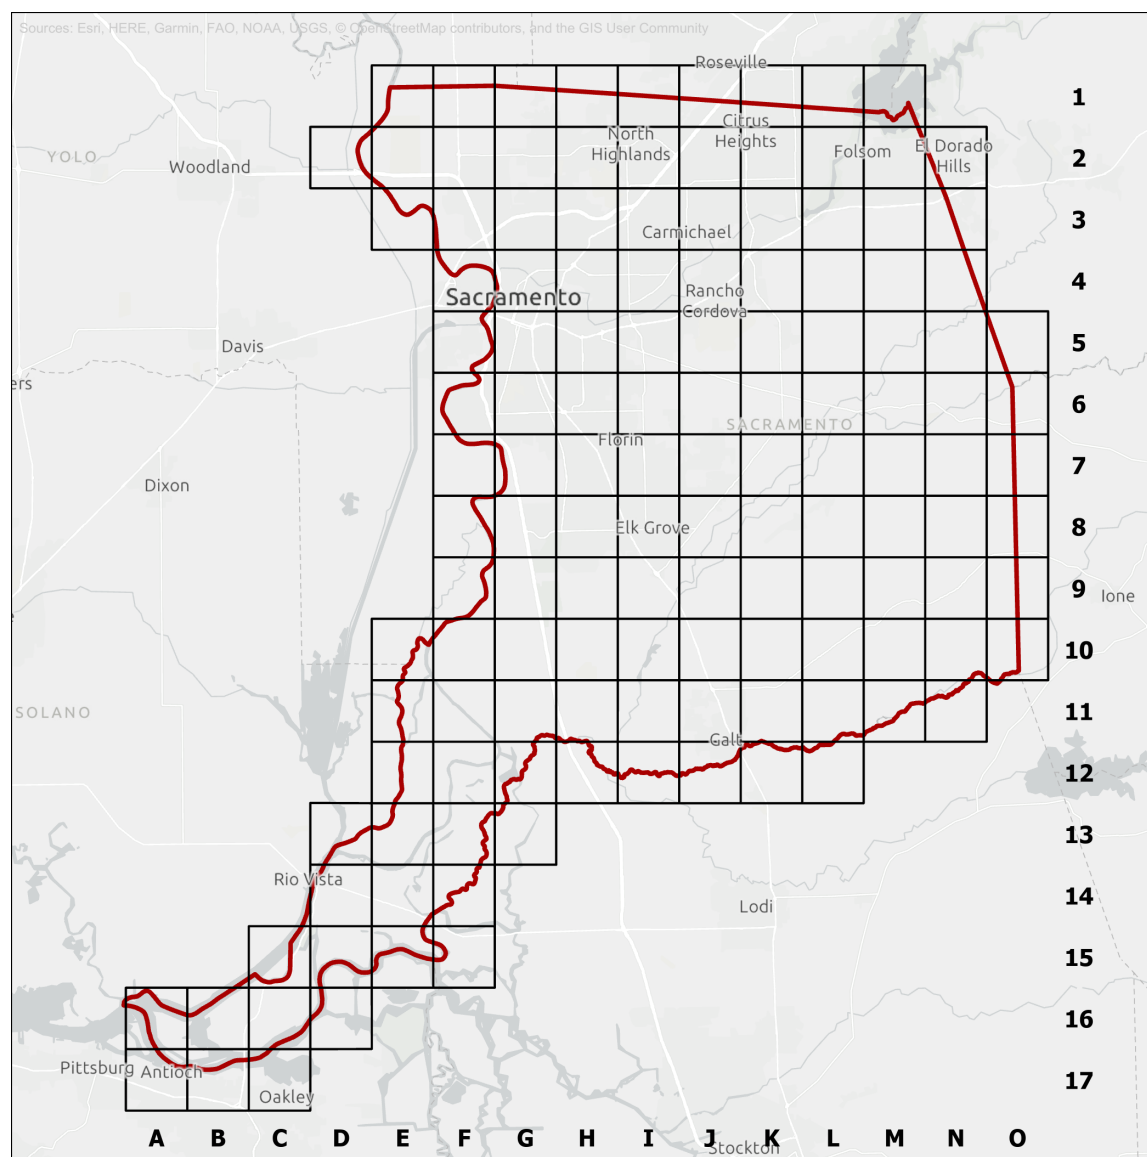 Sources: Esri, HERE, Garmin, FAO, NOAA, USGS, © OpenStreetMap contributors, and the GIS User Community
Roseville
1
Citrus
Heights
North
Highlands
YOLO
Woodland
Folsom
El Dorado
Hills
2
3
Carmichael
4
Rancho
Cordova
Sacramento
Davis
5
ers
6
SACRAMENTO
Florin
7
Dixon
8
Elk Grove
9
Ione
10
SOLANO
11
Galt
12
13
Rio Vista
14
Lodi
15
16
Pittsburg
Antioch
17
Oakley
A B C D E F G H I J K L M N O
Stockton